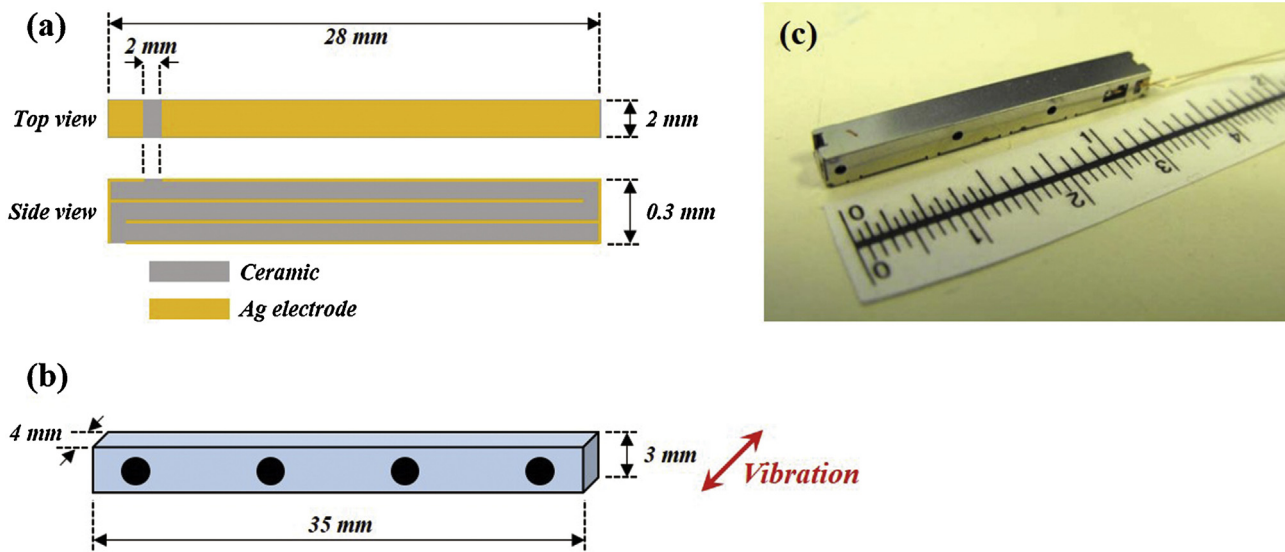 (a)
28 mm
2 mm
Top view
2 mm
Side view
0.3 mm
Ceramic
Ag electrode
(b)
4 mm
3 mm
Vibration
35 mm
(c)
0 1 2
0 1 2 3 4